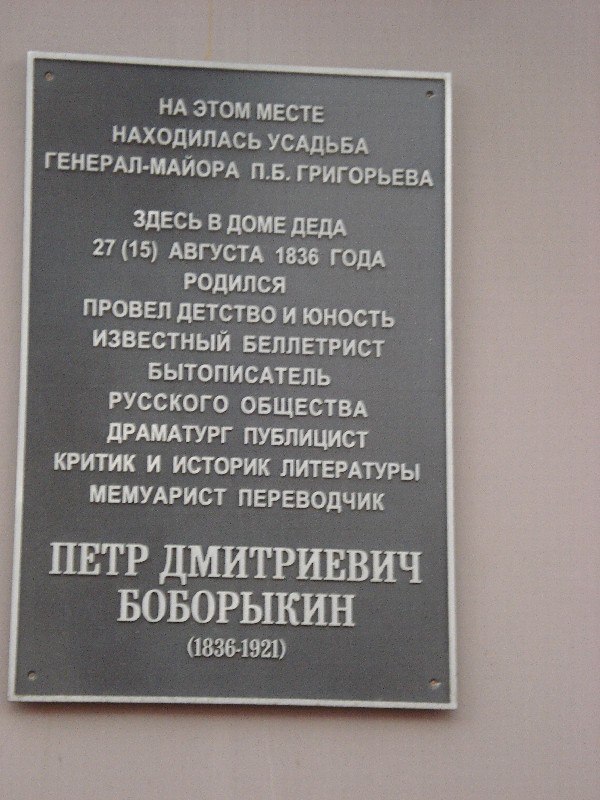 НА ЭТОМ МЕСТЕ
НАХОДИЛАСЬ УСАДЬБА
ГЕНЕРАЛ-МАЙОРА П.Б. ГРИГОРЬЕВА
ЗДЕСЬ В ДОМЕ ДЕДА
27 (15) АВГУСТА 1836 ГОДА
РОДИЛСЯ
ПРОВЕЛ ДЕТСТВО И ЮНОСТЬ
ИЗВЕСТНЫЙ БЕЛЛЕТРИСТ
БЫТОПИСАТЕЛЬ
РУССКОГО ОБЩЕСТВА
ДРАМАТУРГ ПУБЛИЦИСТ
КРИТИК И ИСТОРИК ЛИТЕРАТУРЫ
МЕМУАРИСТ ПЕРЕВОДЧИК
ПЕТР ДМИТРИЕВИЧ
БОБОРЫКИН
(1836-1921)